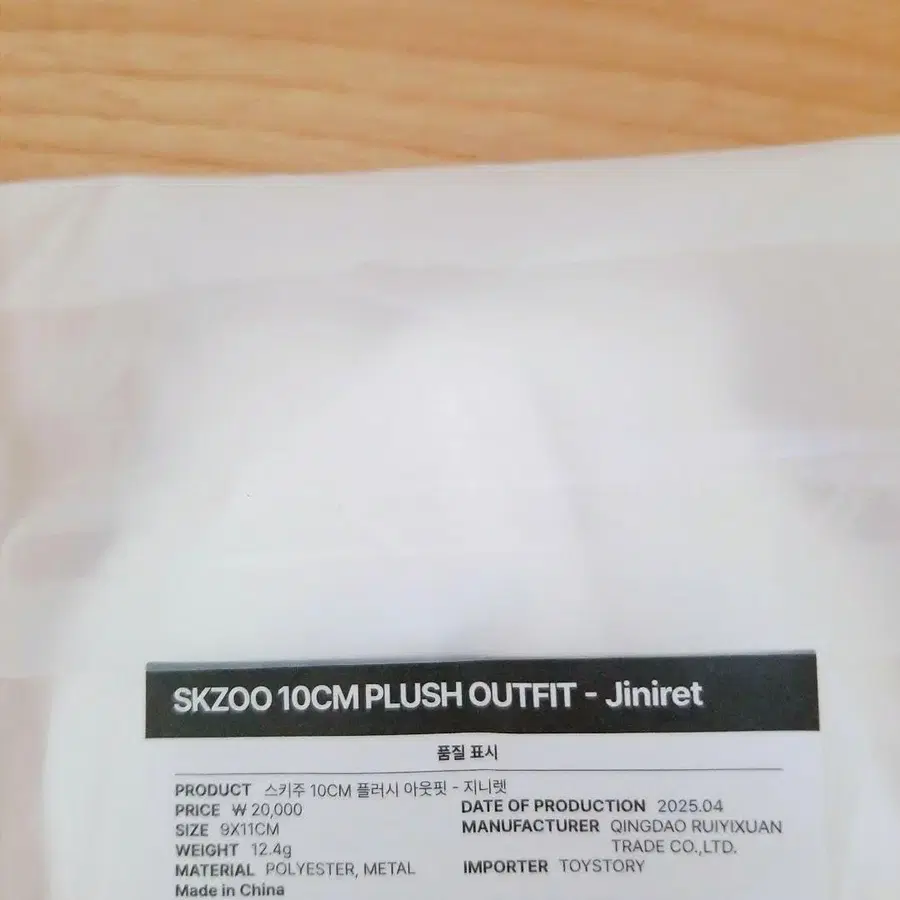 SKZOO 10CM PLUSH OUTFIT - Jiniret
품질 표시
PRODUCT 스키주 10CM 플러시 아웃핏 - 지니렛
PRICE ₩ 20,000
SIZE 9X11CM
WEIGHT 12.4g
MATERIAL POLYESTER, METAL
Made in China
DATE OF PRODUCTION 2025.04
MANUFACTURER QINGDAO RUIYIXUAN
TRADE CO.,LTD.
IMPORTER TOYSTORY